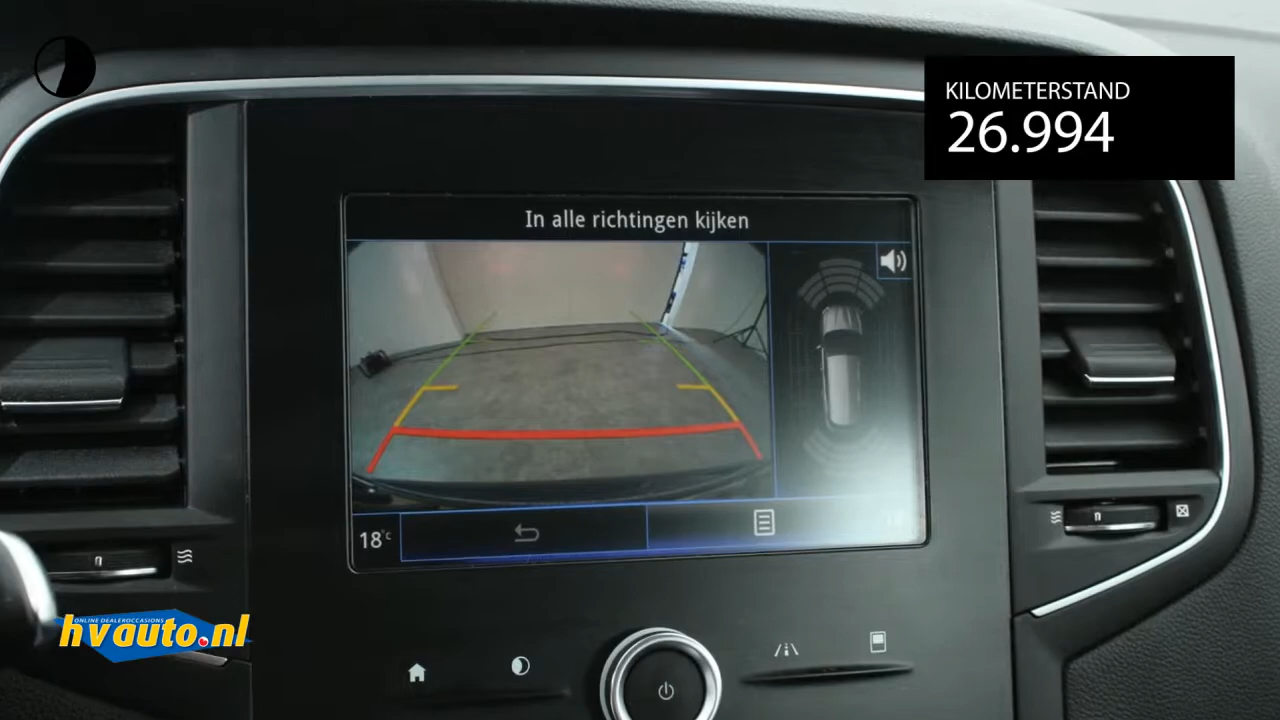 KILOMETERSTAND
26.994
In alle richtingen kijken
18°C
ONLINE DEALEROCCASIONS
hvauto.nl